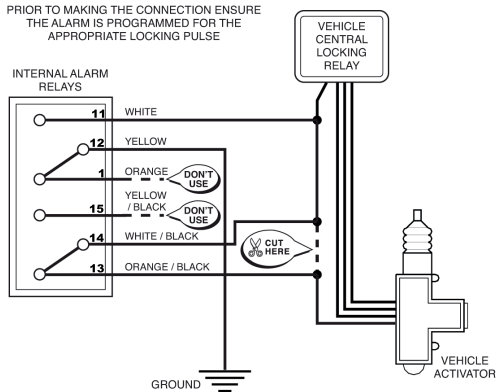 PRIOR TO MAKING THE CONNECTION ENSURE
THE ALARM IS PROGRAMMED FOR THE
APPROPRIATE LOCKING PULSE
VEHICLE
CENTRAL
LOCKING
RELAY
INTERNAL ALARM
RELAYS
11 WHITE
12 YELLOW
1 ORANGE
DON'T
USE
15 YELLOW
/ BLACK
DON'T
USE
14 WHITE / BLACK
CUT
HERE
13 ORANGE / BLACK
VEHICLE
ACTIVATOR
GROUND